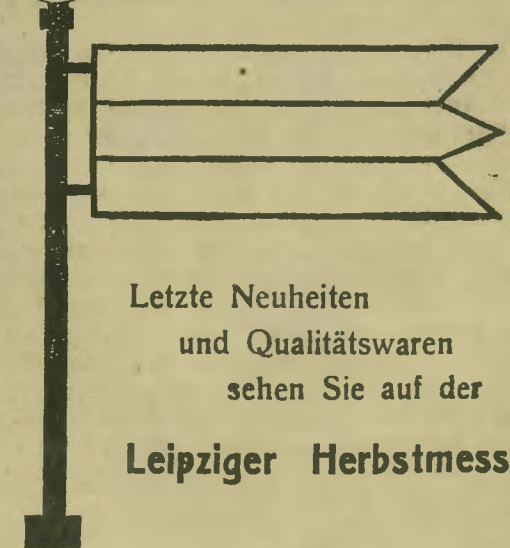 Letzte Neuheiten
und Qualitätswaren
sehen Sie auf der
Leipziger Herbstmess